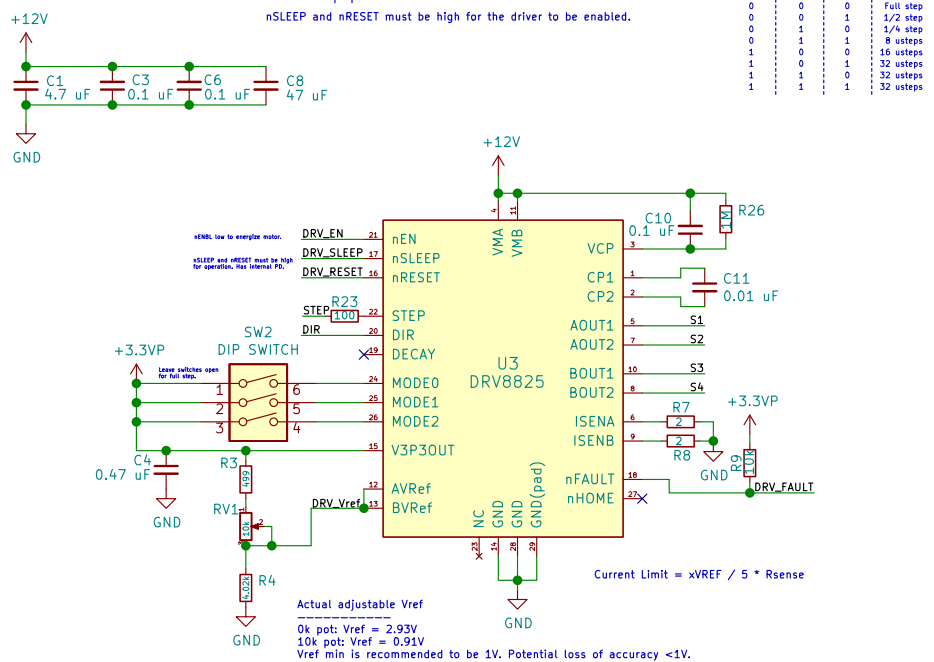 nSLEEP and nRESET must be high for the driver to be enabled.
0 0 0 Full step
0 0 1 1/2 step
0 1 0 1/4 step
0 1 1 8 usteps
1 0 0 16 usteps
1 0 1 32 usteps
1 1 0 32 usteps
1 1 1 32 usteps
+12V
C1
4.7 uF
C3
0.1 uF
C6
0.1 uF
C8
47 uF
GND
+12V
4
11
VMA
VMB
C10
0.1 uF
R26
1M
nENBL low to energize motor.
nSLEEP and nRESET must be high
for operation. Has internal PD.
DRV_EN
21
nEN
DRV_SLEEP
17
nSLEEP
DRV_RESET
16
nRESET
STEP
R23
100
22
STEP
DIR
20
DIR
19
DECAY
SW2
DIP SWITCH
+3.3VP
Leave switches open
for full step.
1
6
2
5
3
4
24
MODE0
25
MODE1
26
MODE2
15
V3P3OUT
C4
0.47 uF
GND
R3
499
RV1
10k
1
2
DRV_Vref
12
AVRef
13
BVRef
R4
4.02k
GND
U3
DRV8825
VCP
3
CP1
1
CP2
2
C11
0.01 uF
AOUT1
5
S1
AOUT2
7
S2
BOUT1
10
S3
BOUT2
8
S4
ISENA
6
R7
2
ISENB
9
2
R8
GND
+3.3VP
R9
10k
nFAULT
18
DRV_FAULT
nHOME
27
NC
GND
GND
GND(pad)
23
14
28
29
GND
Current Limit = xVREF / 5 * Rsense
Actual adjustable Vref
-----------
0k pot: Vref = 2.93V
10k pot: Vref = 0.91V
Vref min is recommended to be 1V. Potential loss of accuracy <1V.